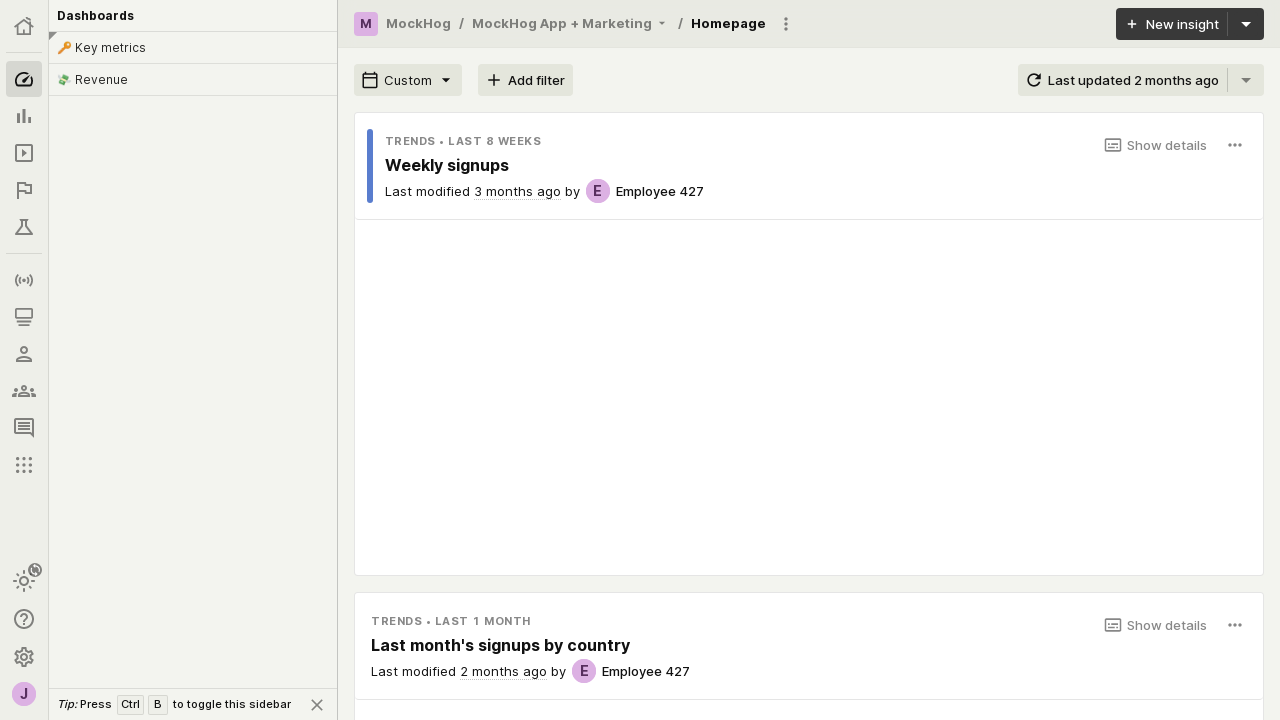 Dashboards
🔑 Key metrics
💸 Revenue
Tip: Press Ctrl B to toggle this sidebar
J
M MockHog / MockHog App + Marketing / Homepage
New insight
Custom
Add filter
Last updated 2 months ago
TRENDS • LAST 8 WEEKS
Weekly signups
Last modified 3 months ago by E Employee 427
Show details
TRENDS • LAST 1 MONTH
Last month's signups by country
Last modified 2 months ago by E Employee 427
Show details